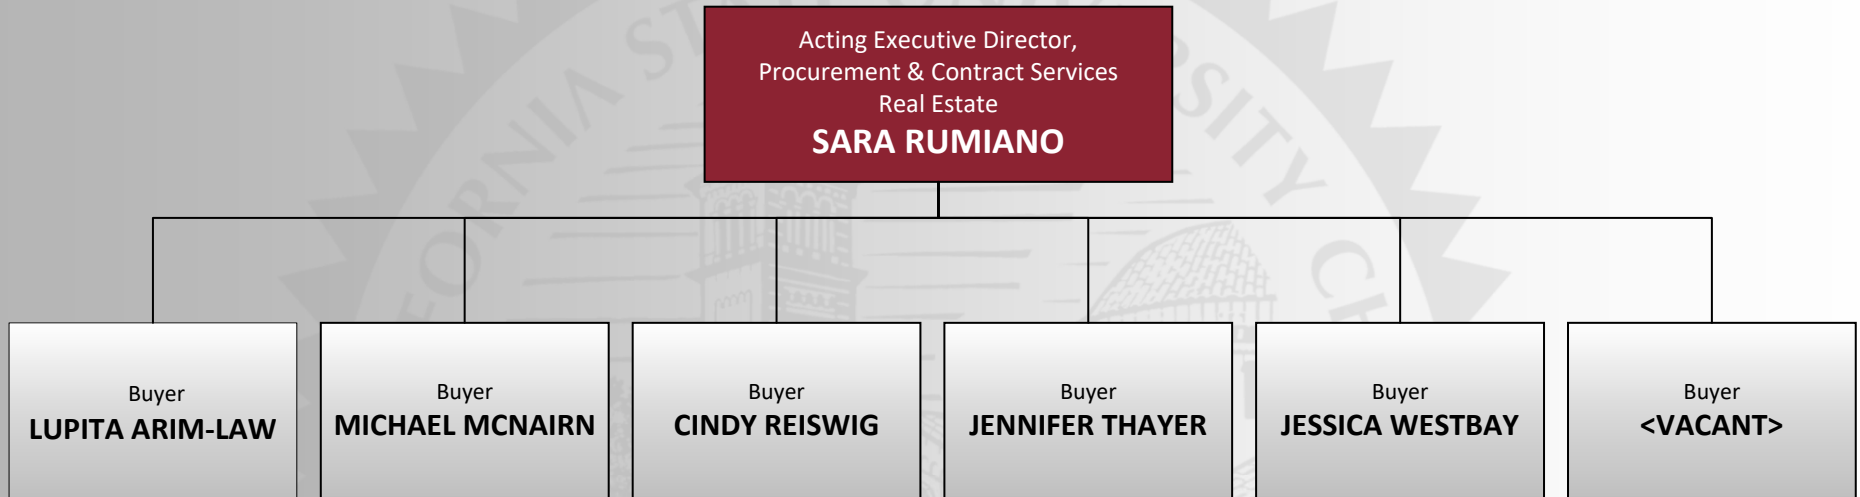 Acting Executive Director,
Procurement & Contract Services
Real Estate
SARA RUMIANO
Buyer
LUPITA ARIM-LAW
Buyer
MICHAEL MCNAIRN
Buyer
CINDY REISWIG
Buyer
JENNIFER THAYER
Buyer
JESSICA WESTBAY
Buyer
<VACANT>